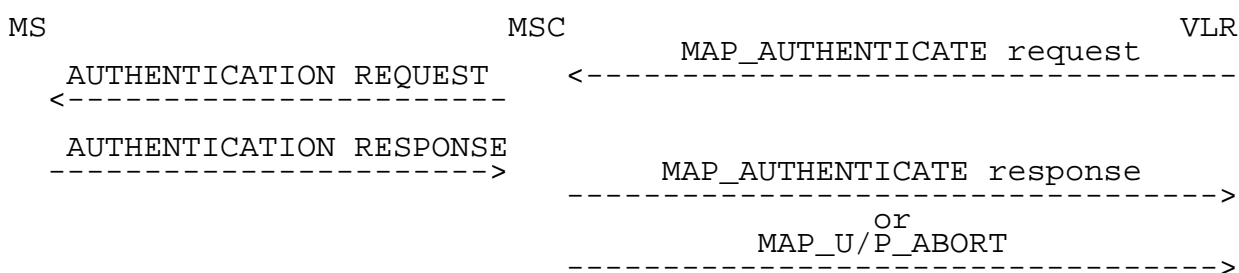 MS MSC VLR
MAP_AUTHENTICATE request
AUTHENTICATION REQUEST <----------------------------------
<-----------------------
AUTHENTICATION RESPONSE
-----------------------> MAP_AUTHENTICATE response
---------------------------------->
or
MAP_U/P_ABORT
---------------------------------->